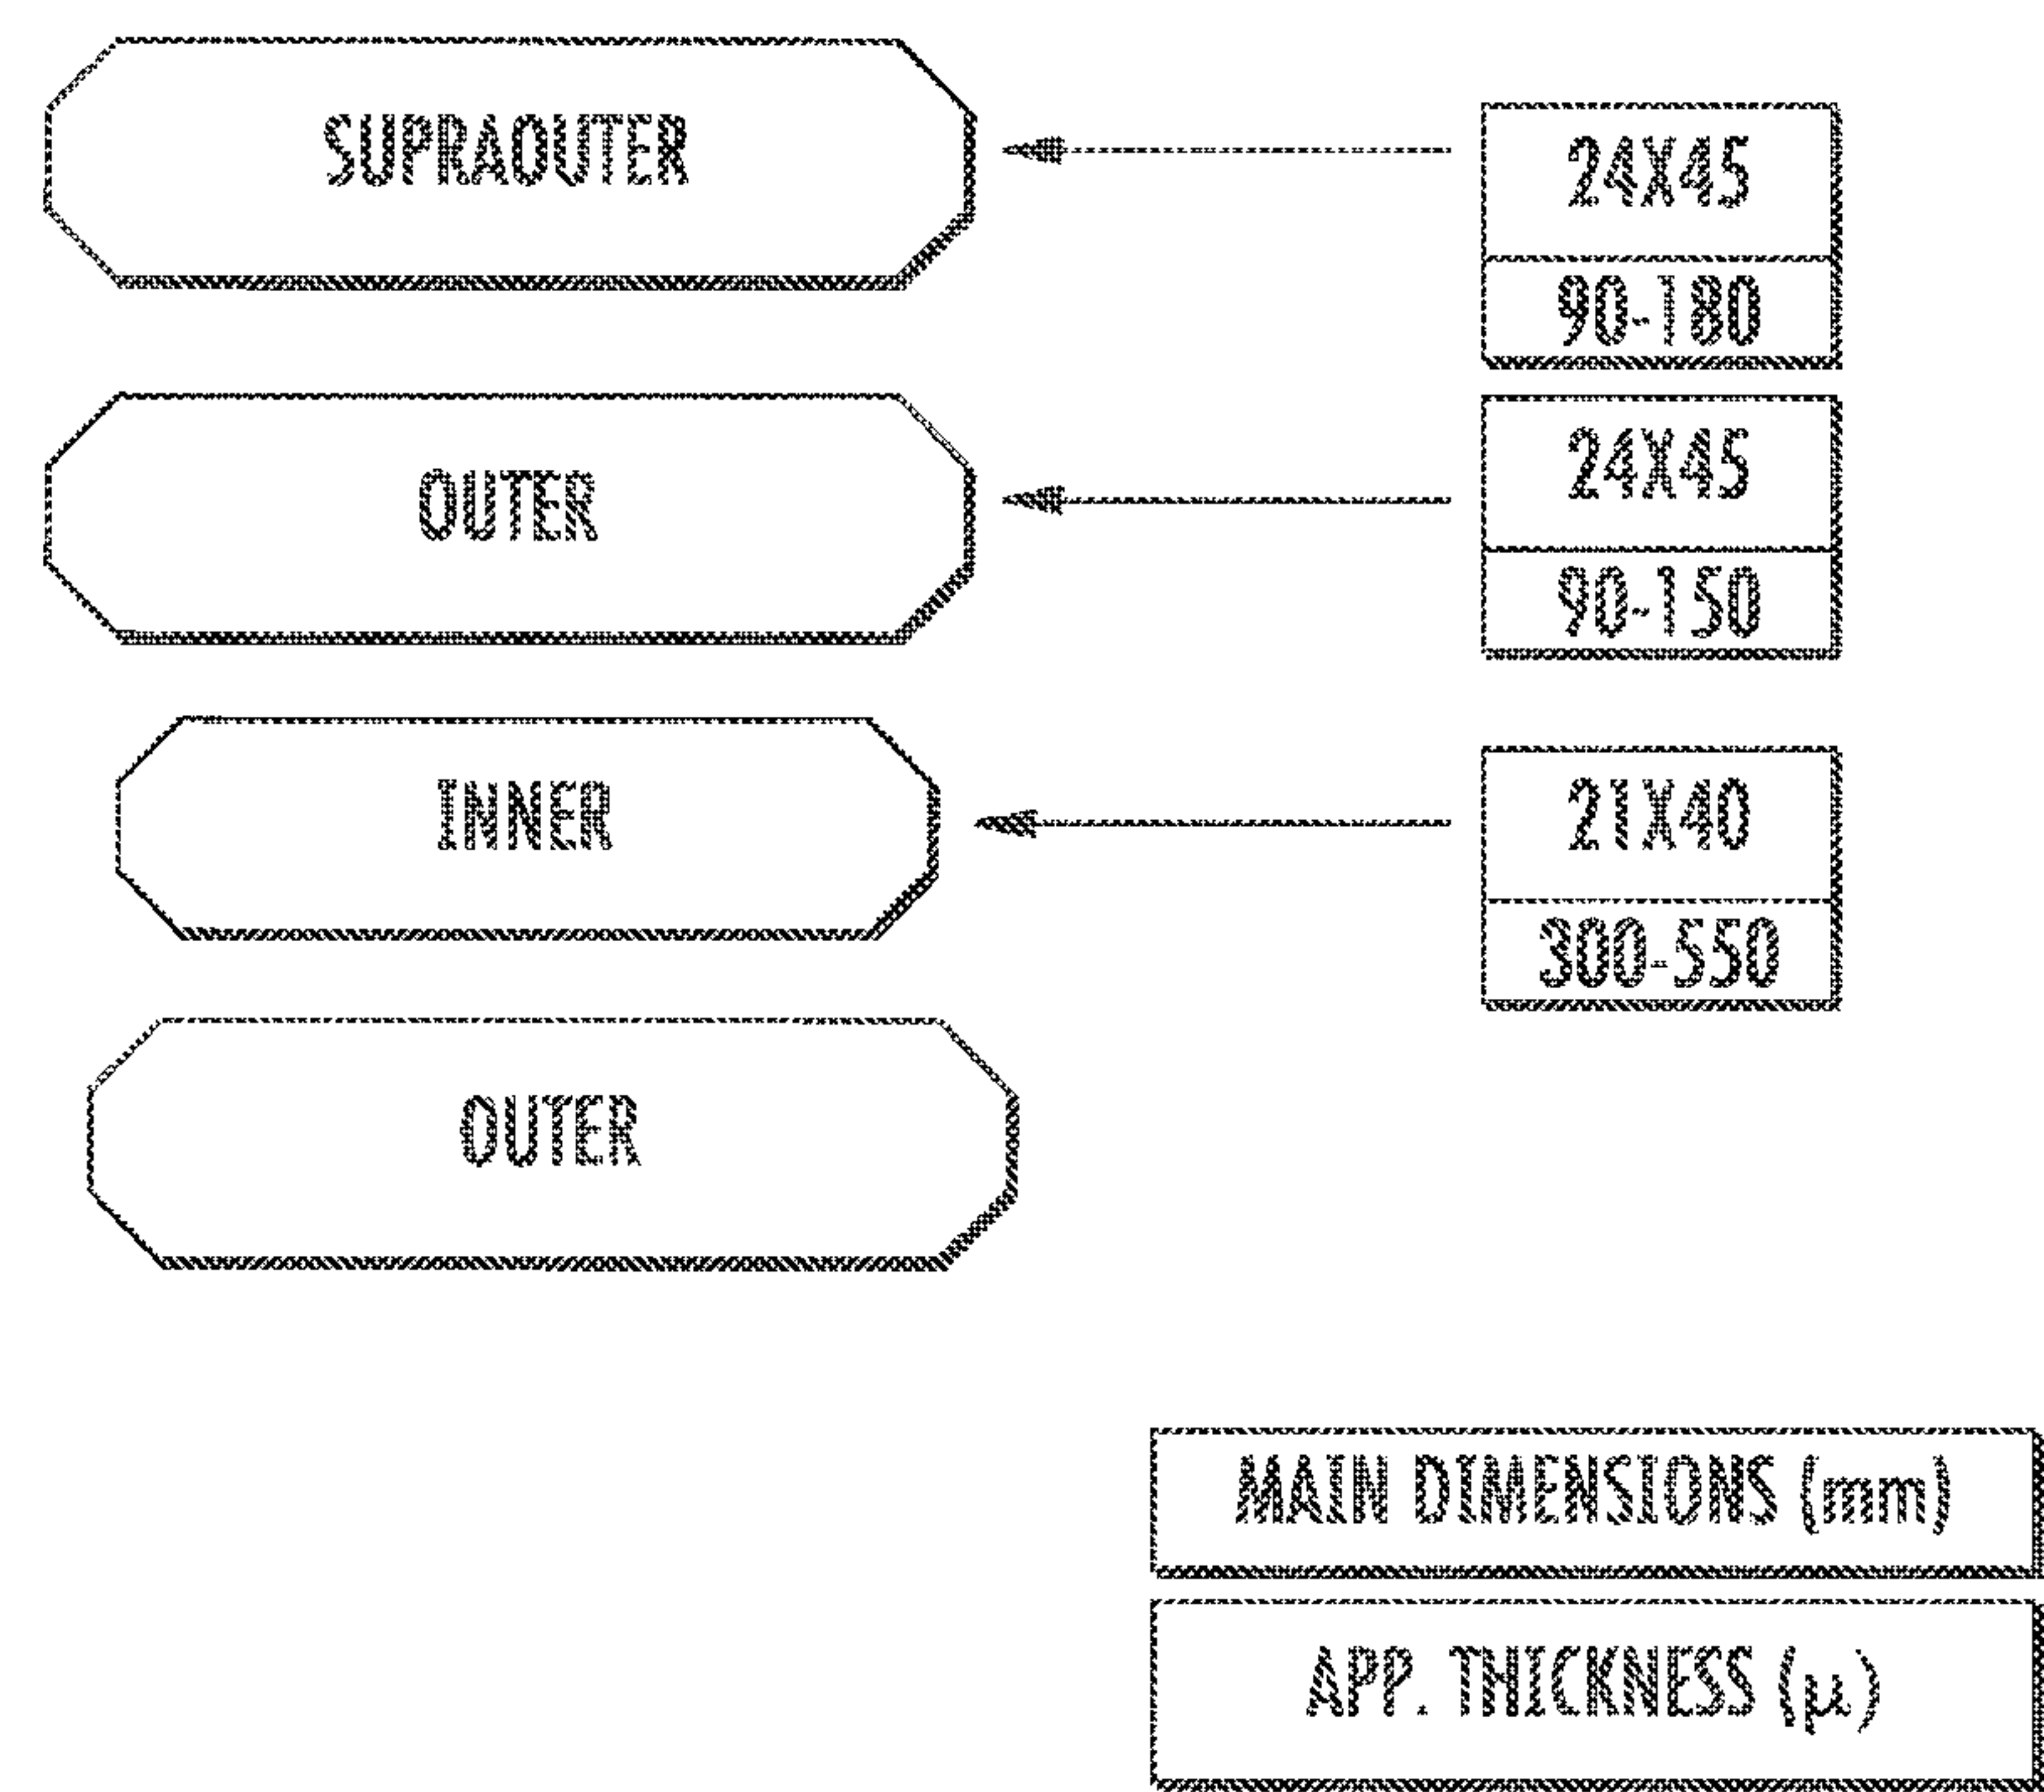 SUPRAOUTER
24X45
90-180
OUTER
24X45
90-150
INNER
21X40
300-550
OUTER
MAIN DIMENSIONS (mm)
APP. THICKNESS (μ)